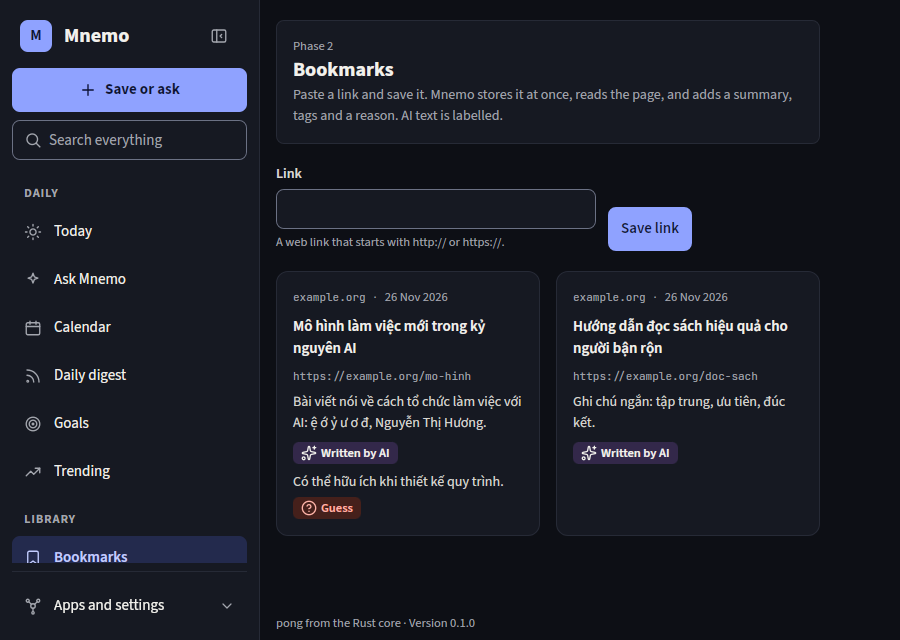 M
Mnemo
Save or ask
Search everything
DAILY
Today
Ask Mnemo
Calendar
Daily digest
Goals
Trending
LIBRARY
Bookmarks
Apps and settings
Phase 2
Bookmarks
Paste a link and save it. Mnemo stores it at once, reads the page, and adds a summary,
tags and a reason. AI text is labelled.
Link
Save link
A web link that starts with http:// or https://.
example.org · 26 Nov 2026
Mô hình làm việc mới trong kỷ
nguyên AI
https://example.org/mo-hinh
Bài viết nói về cách tổ chức làm việc với
AI: ệ ở ỷ ư ơ đ, Nguyễn Thị Hương.
Written by AI
Có thể hữu ích khi thiết kế quy trình.
Guess
example.org · 26 Nov 2026
Hướng dẫn đọc sách hiệu quả cho
người bận rộn
https://example.org/doc-sach
Ghi chú ngắn: tập trung, ưu tiên, đúc
kết.
Written by AI
pong from the Rust core · Version 0.1.0